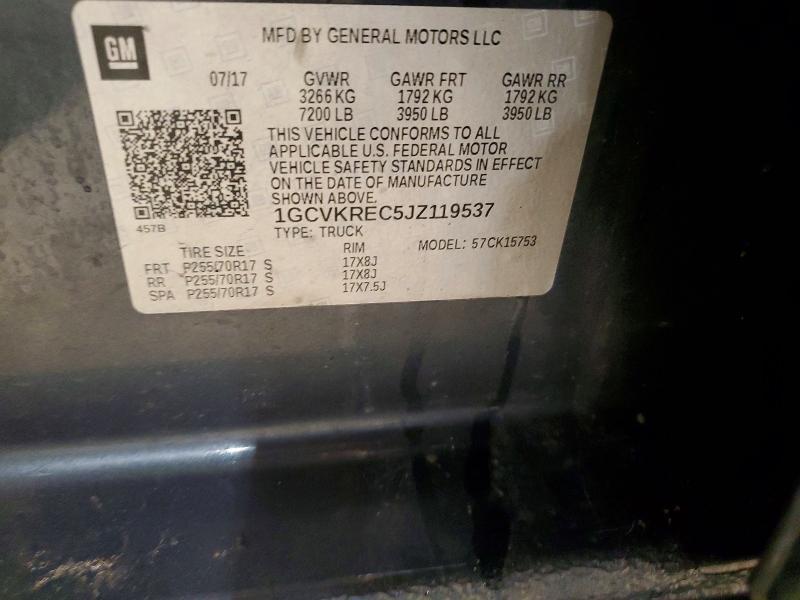 GM
MFD BY GENERAL MOTORS LLC
07/17 GVWR GAWR FRT GAWR RR
3266 KG 1792 KG 1792 KG
7200 LB 3950 LB 3950 LB
THIS VEHICLE CONFORMS TO ALL
APPLICABLE U.S. FEDERAL MOTOR
VEHICLE SAFETY STANDARDS IN EFFECT
ON THE DATE OF MANUFACTURE
SHOWN ABOVE.
1GCVKREC5JZ119537
457B
TYPE: TRUCK MODEL: 57CK15753
TIRE SIZE RIM
FRT P255/70R17 S 17X8J
RR P255/70R17 S 17X8J
SPA P255/70R17 S 17X7.5J